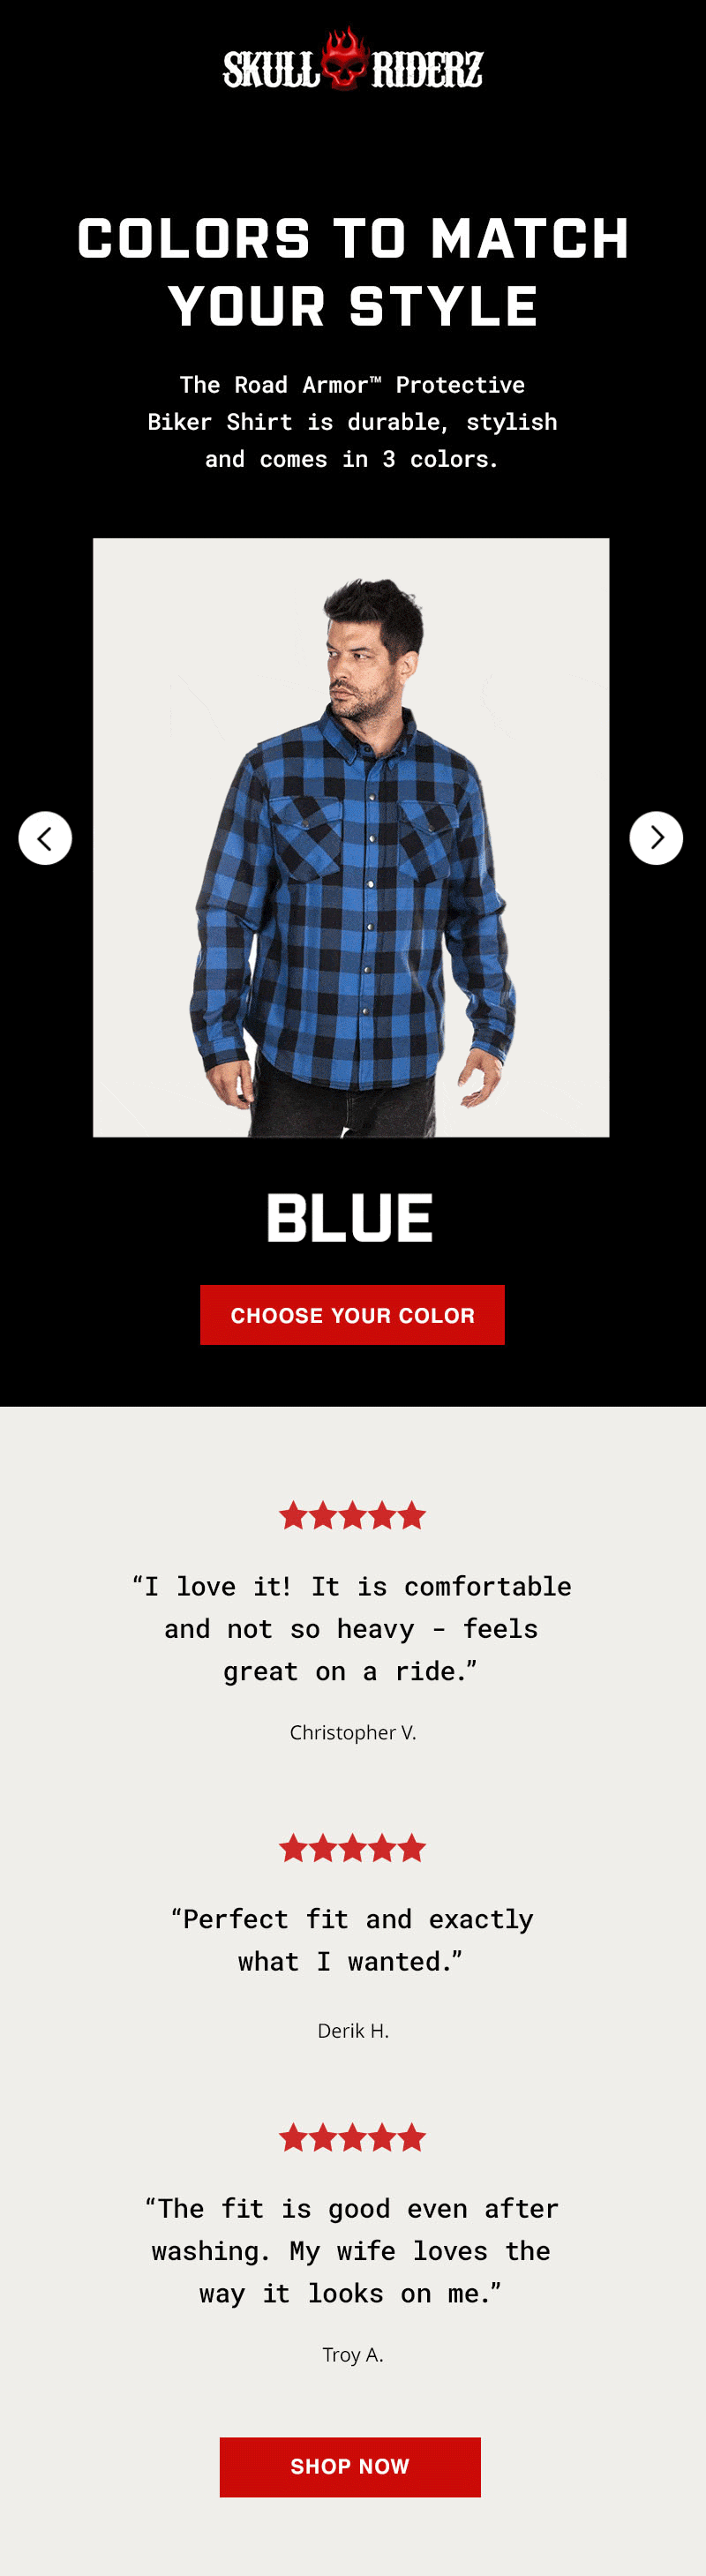 SKULL RIDERZ
COLORS TO MATCH
YOUR STYLE
The Road Armor™ Protective
Biker Shirt is durable, stylish
and comes in 3 colors.
BLUE
CHOOSE YOUR COLOR
“I love it! It is comfortable
and not so heavy - feels
great on a ride.”
Christopher V.
“Perfect fit and exactly
what I wanted.”
Derik H.
“The fit is good even after
washing. My wife loves the
way it looks on me.”
Troy A.
SHOP NOW